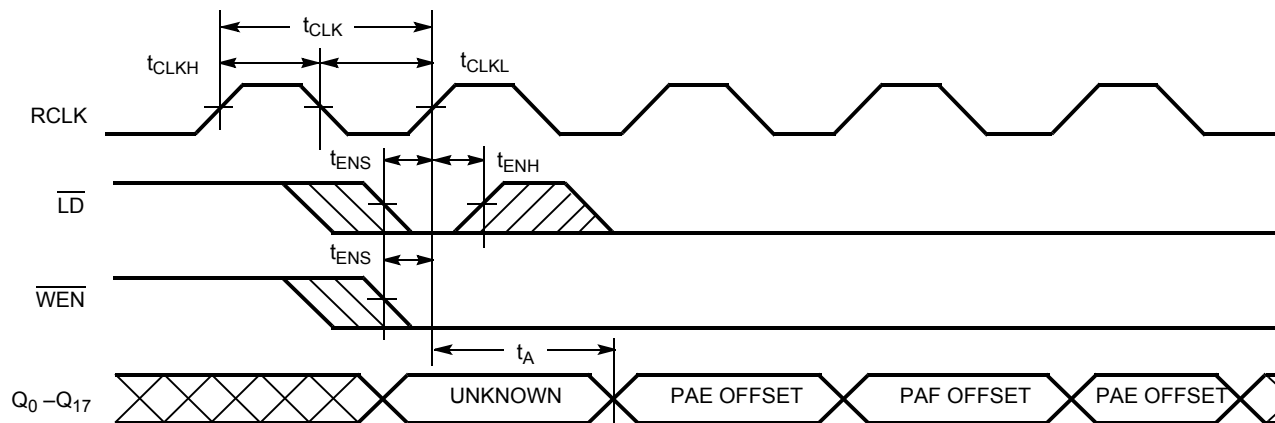 tCLK
tCLKH
tCLKL
RCLK
tENS
tENH
LD
tENS
WEN
tA
Q0 –Q17
UNKNOWN
PAE OFFSET
PAF OFFSET
PAE OFFSET